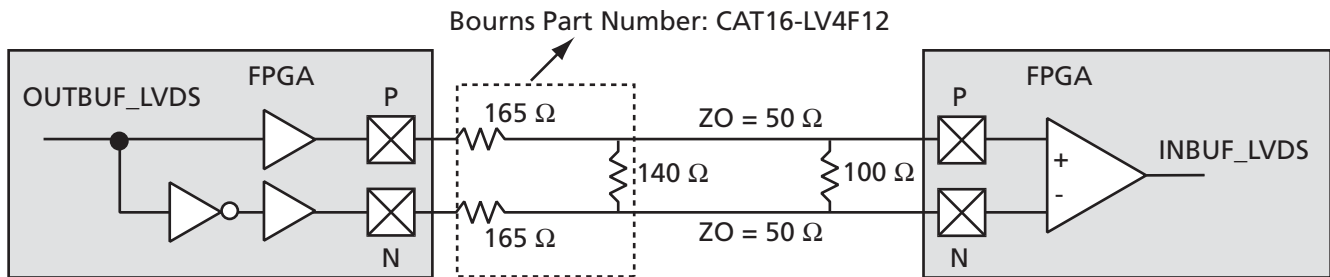 Bourns Part Number: CAT16-LV4F12
FPGA
FPGA
OUTBUF_LVDS
P
165 Ω
ZO = 50 Ω
P
140 Ω
100 Ω
+
-
INBUF_LVDS
N
165 Ω
ZO = 50 Ω
N